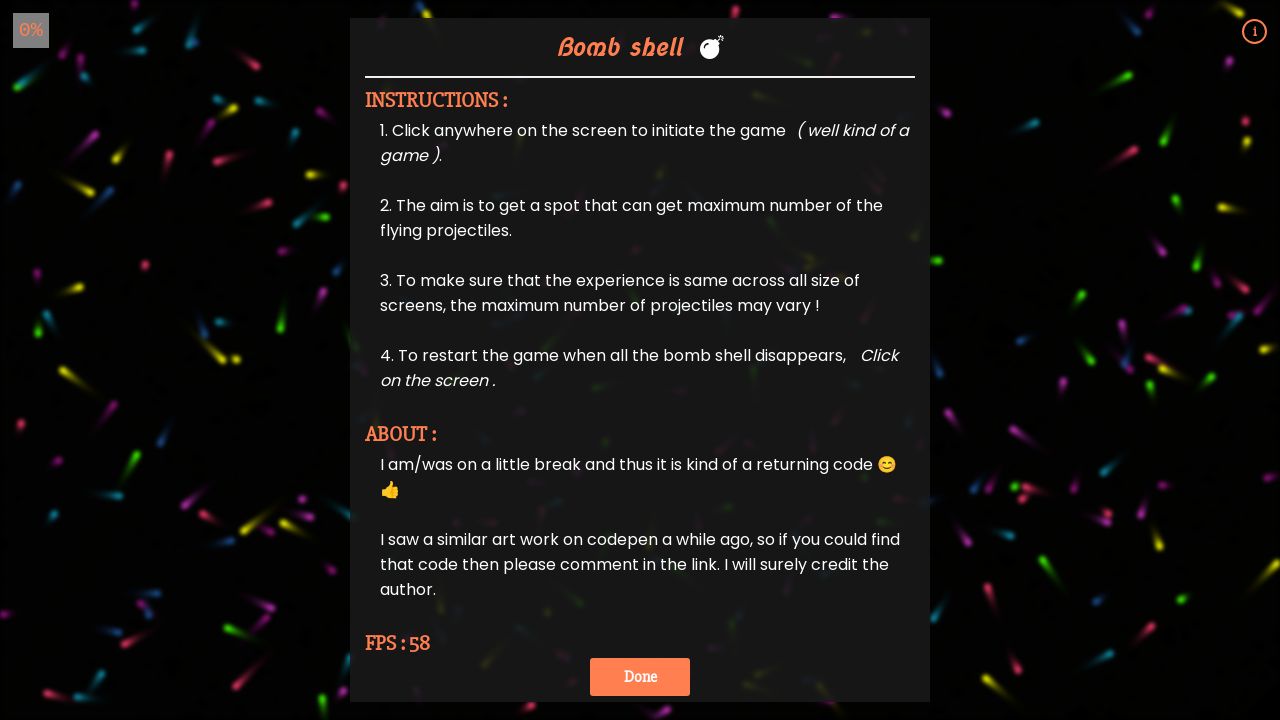 0%
i
Bomb shell 💣
INSTRUCTIONS :
1. Click anywhere on the screen to initiate the game ( well kind of a
game ).
2. The aim is to get a spot that can get maximum number of the
flying projectiles.
3. To make sure that the experience is same across all size of
screens, the maximum number of projectiles may vary !
4. To restart the game when all the bomb shell disappears, Click
on the screen .
ABOUT :
I am/was on a little break and thus it is kind of a returning code 😊
👍
I saw a similar art work on codepen a while ago, so if you could find
that code then please comment in the link. I will surely credit the
author.
FPS : 58
Done